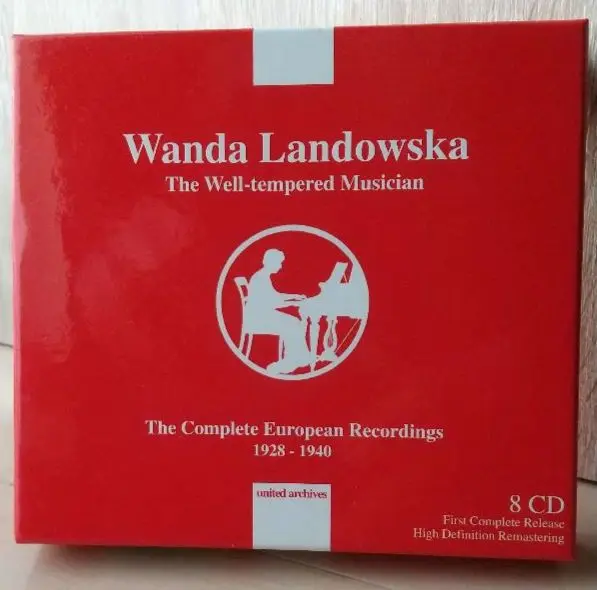 Wanda Landowska
The Well-tempered Musician
The Complete European Recordings
1928 - 1940
united archives
8 CD
First Complete Release
High Definition Remastering